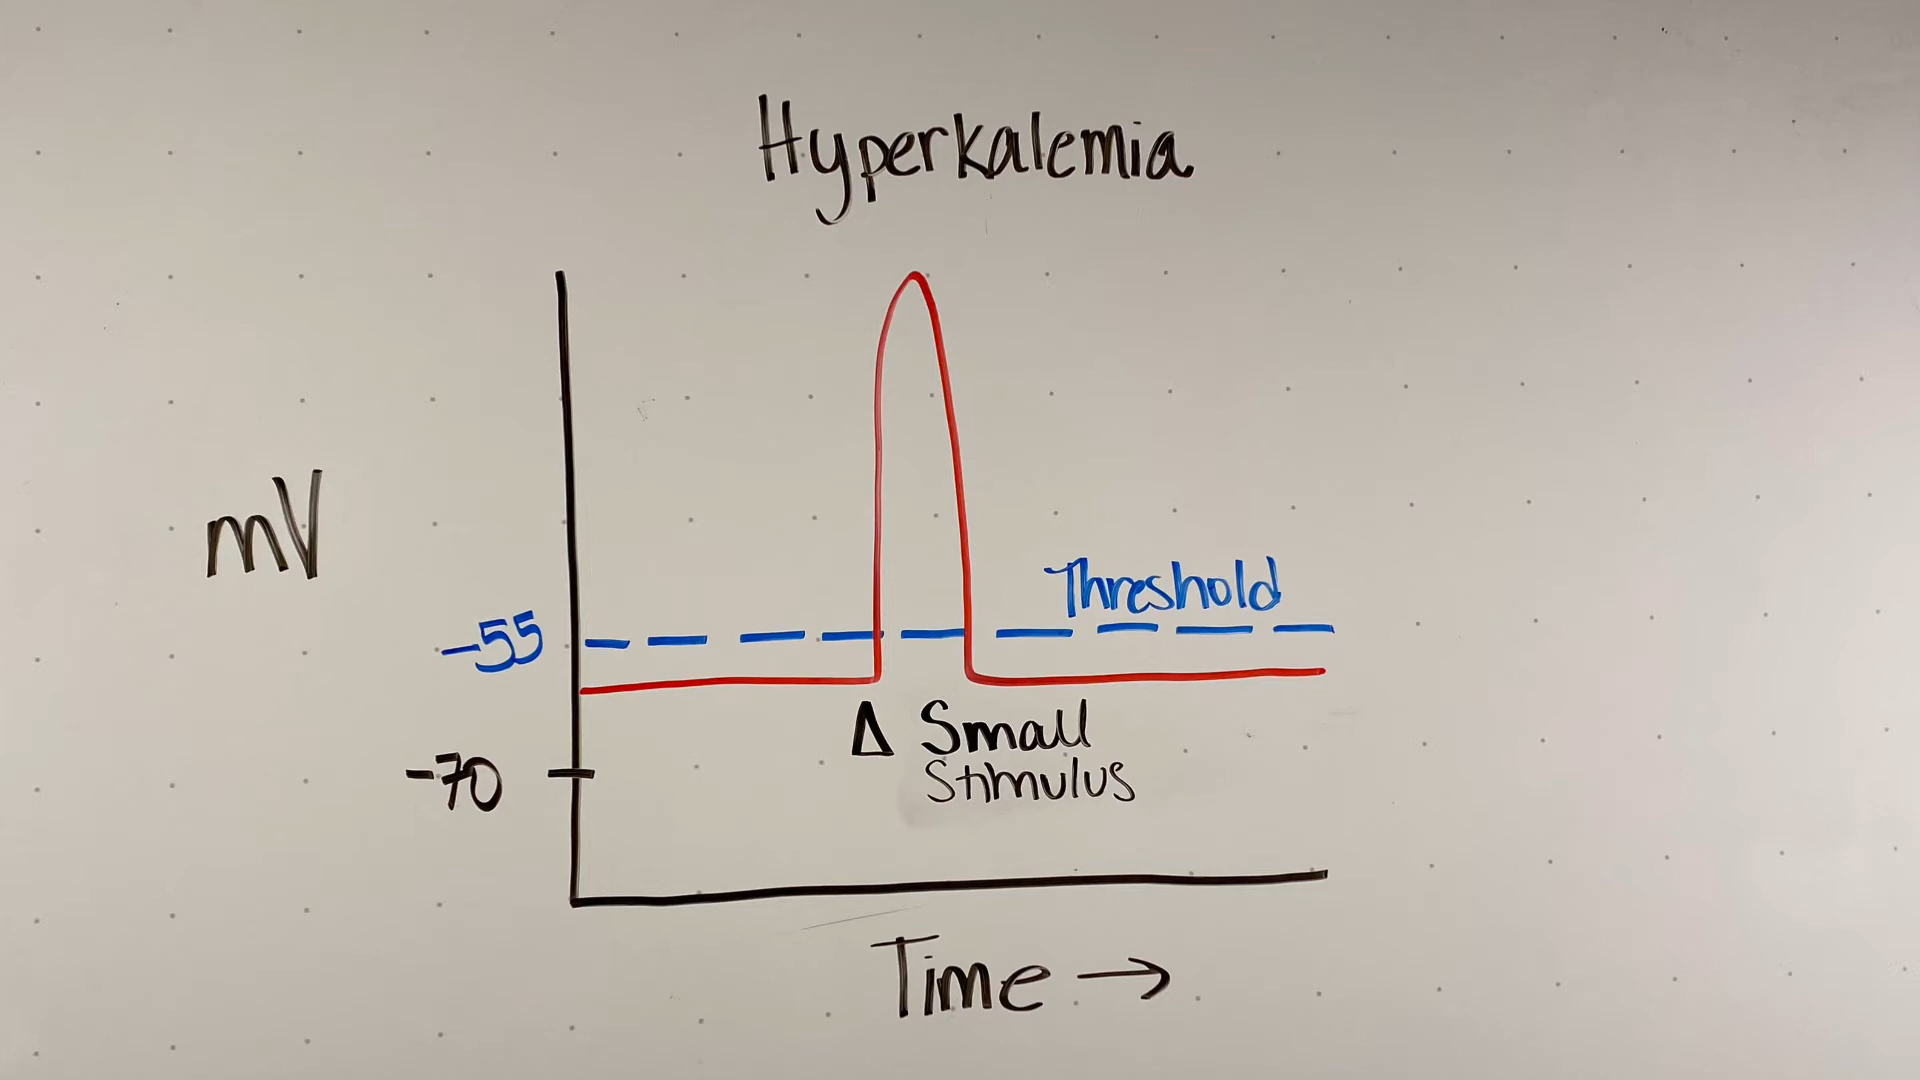 Hyperkalemia
mV
Threshold
-55
Δ Small
Stimulus
-70
Time →